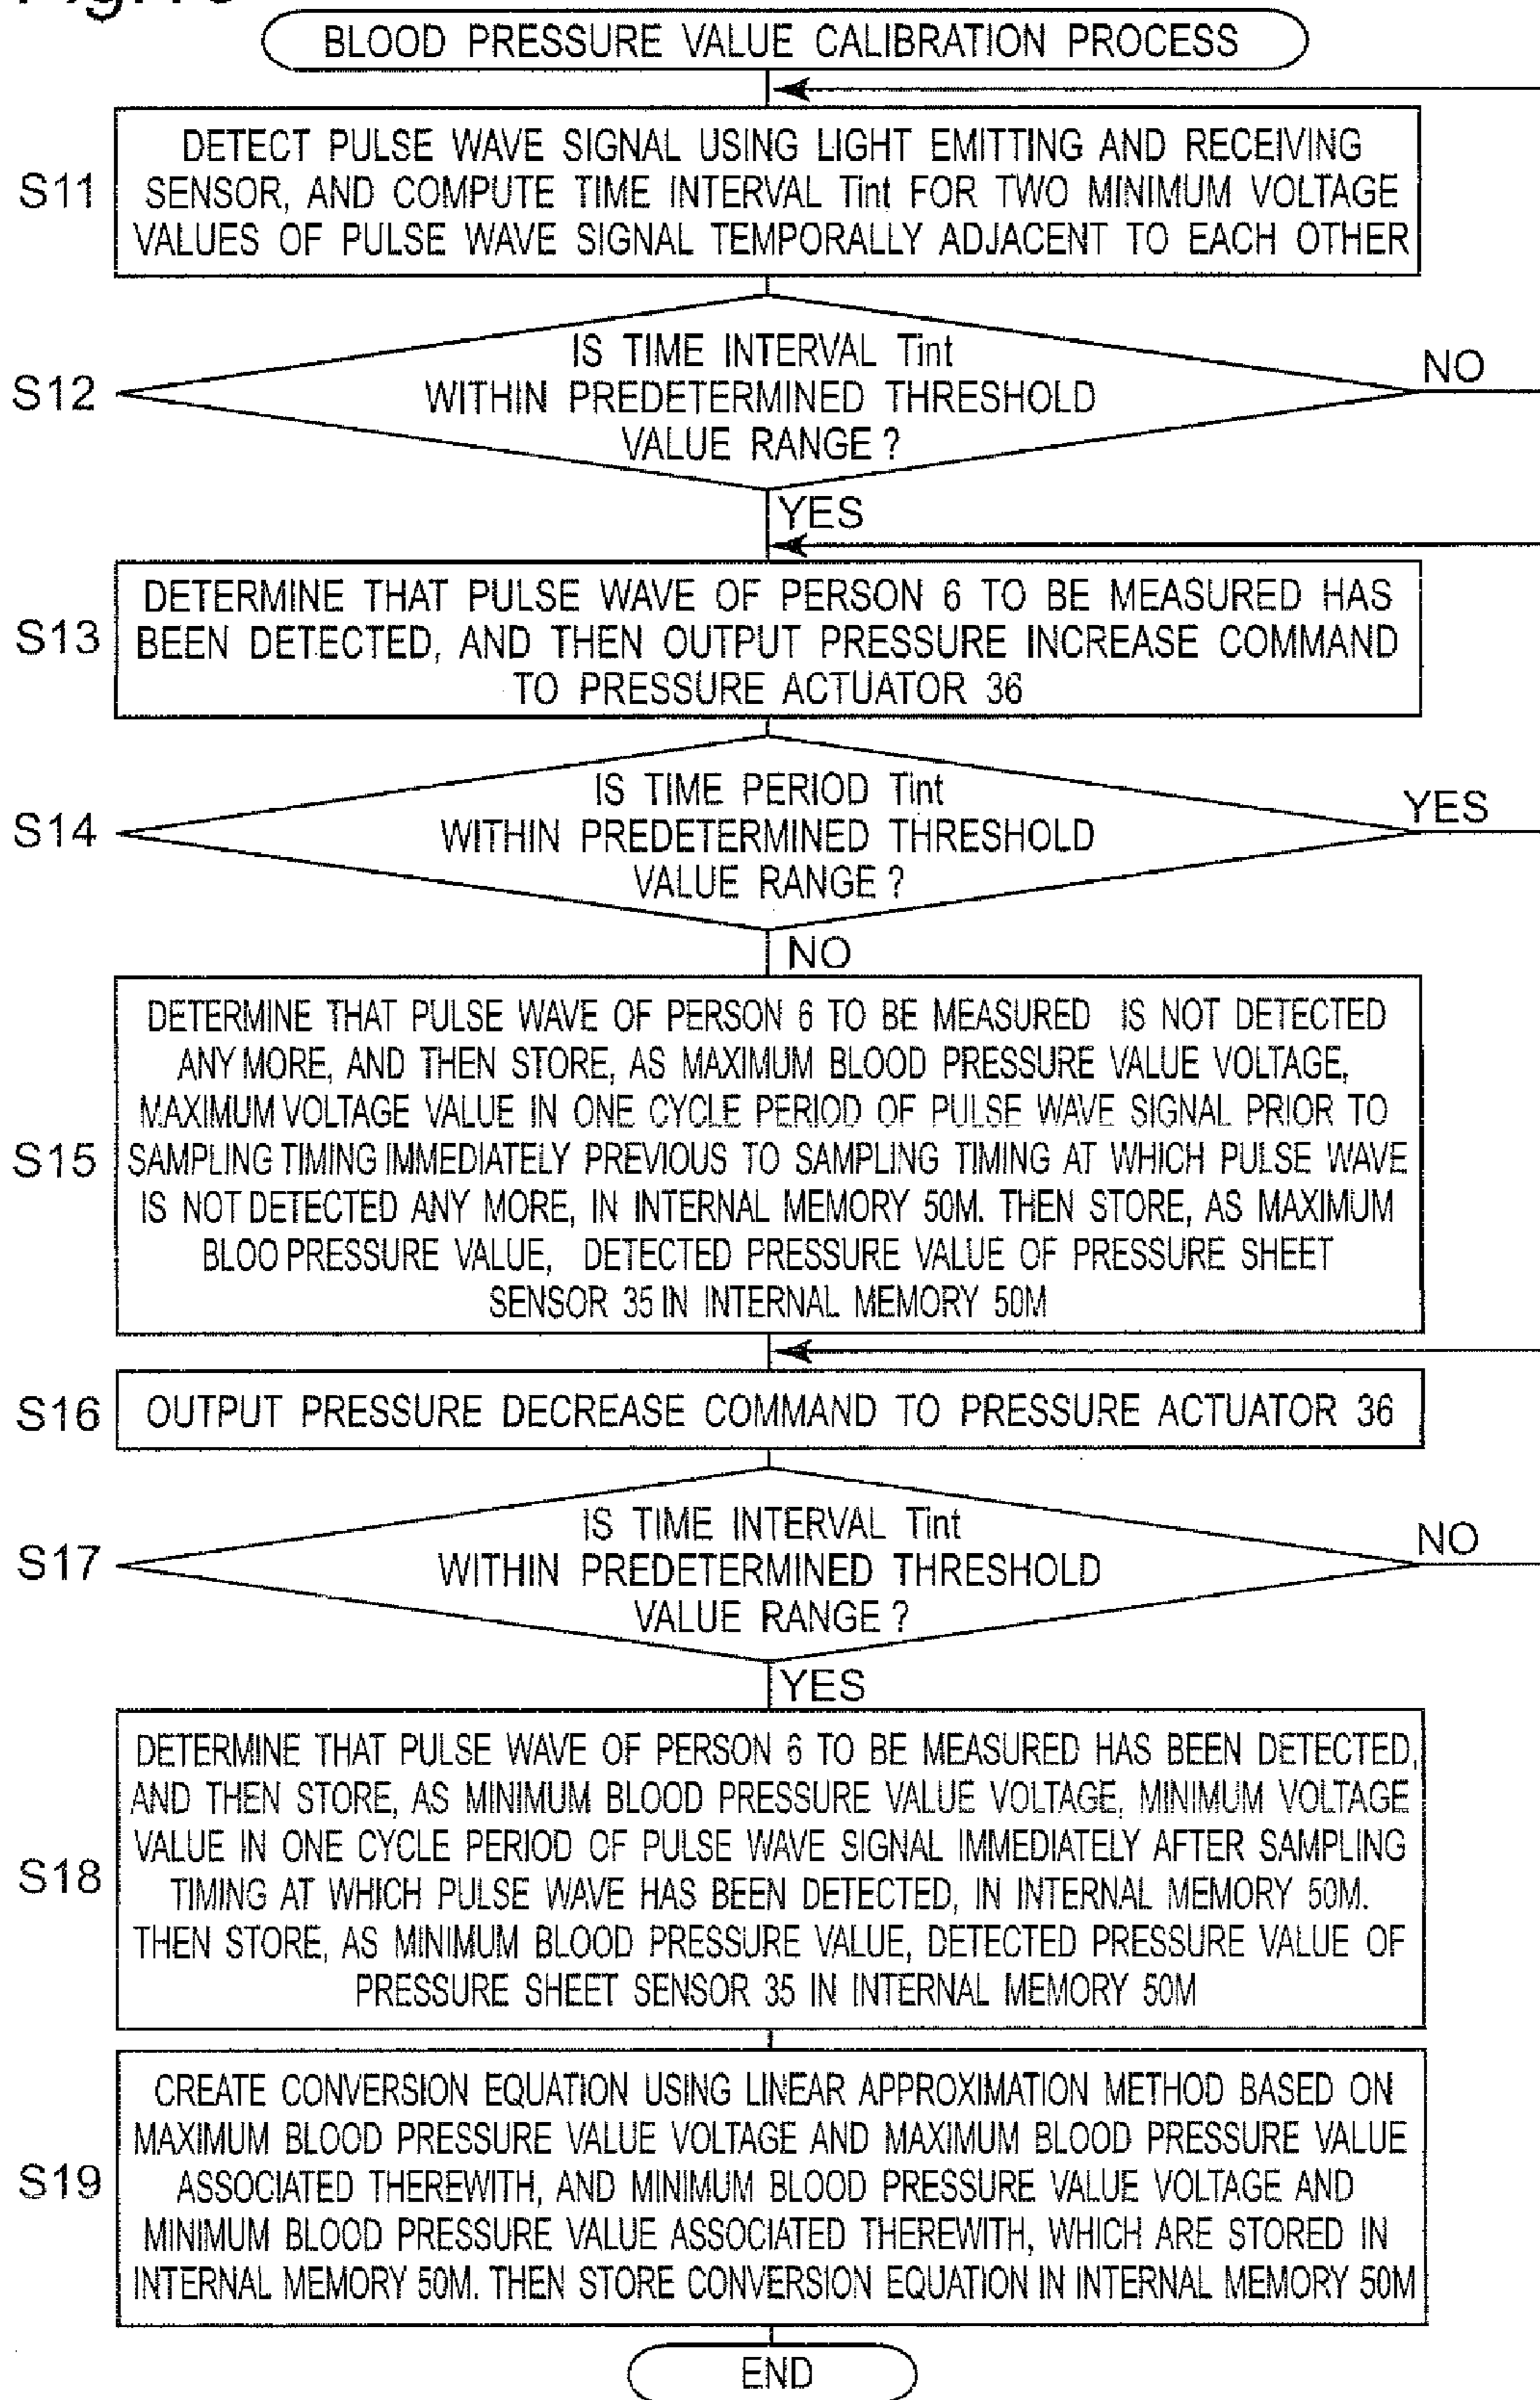 BLOOD PRESSURE VALUE CALIBRATION PROCESS
S11
DETECT PULSE WAVE SIGNAL USING LIGHT EMITTING AND RECEIVING
SENSOR, AND COMPUTE TIME INTERVAL Tint FOR TWO MINIMUM VOLTAGE
VALUES OF PULSE WAVE SIGNAL TEMPORALLY ADJACENT TO EACH OTHER
S12
IS TIME INTERVAL Tint
WITHIN PREDETERMINED THRESHOLD
VALUE RANGE ?
NO
YES
S13
DETERMINE THAT PULSE WAVE OF PERSON 6 TO BE MEASURED HAS
BEEN DETECTED, AND THEN OUTPUT PRESSURE INCREASE COMMAND
TO PRESSURE ACTUATOR 36
S14
IS TIME PERIOD Tint
WITHIN PREDETERMINED THRESHOLD
VALUE RANGE ?
YES
NO
S15
DETERMINE THAT PULSE WAVE OF PERSON 6 TO BE MEASURED IS NOT DETECTED
ANY MORE, AND THEN STORE, AS MAXIMUM BLOOD PRESSURE VALUE VOLTAGE,
MAXIMUM VOLTAGE VALUE IN ONE CYCLE PERIOD OF PULSE WAVE SIGNAL PRIOR TO
SAMPLING TIMING IMMEDIATELY PREVIOUS TO SAMPLING TIMING AT WHICH PULSE WAVE
IS NOT DETECTED ANY MORE, IN INTERNAL MEMORY 50M. THEN STORE, AS MAXIMUM
BLOO PRESSURE VALUE, DETECTED PRESSURE VALUE OF PRESSURE SHEET
SENSOR 35 IN INTERNAL MEMORY 50M
S16
OUTPUT PRESSURE DECREASE COMMAND TO PRESSURE ACTUATOR 36
S17
IS TIME INTERVAL Tint
WITHIN PREDETERMINED THRESHOLD
VALUE RANGE ?
NO
YES
S18
DETERMINE THAT PULSE WAVE OF PERSON 6 TO BE MEASURED HAS BEEN DETECTED,
AND THEN STORE, AS MINIMUM BLOOD PRESSURE VALUE VOLTAGE, MINIMUM VOLTAGE
VALUE IN ONE CYCLE PERIOD OF PULSE WAVE SIGNAL IMMEDIATELY AFTER SAMPLING
TIMING AT WHICH PULSE WAVE HAS BEEN DETECTED, IN INTERNAL MEMORY 50M.
THEN STORE, AS MINIMUM BLOOD PRESSURE VALUE, DETECTED PRESSURE VALUE OF
PRESSURE SHEET SENSOR 35 IN INTERNAL MEMORY 50M
S19
CREATE CONVERSION EQUATION USING LINEAR APPROXIMATION METHOD BASED ON
MAXIMUM BLOOD PRESSURE VALUE VOLTAGE AND MAXIMUM BLOOD PRESSURE VALUE
ASSOCIATED THEREWITH, AND MINIMUM BLOOD PRESSURE VALUE VOLTAGE AND
MINIMUM BLOOD PRESSURE VALUE ASSOCIATED THEREWITH, WHICH ARE STORED IN
INTERNAL MEMORY 50M. THEN STORE CONVERSION EQUATION IN INTERNAL MEMORY 50M
END